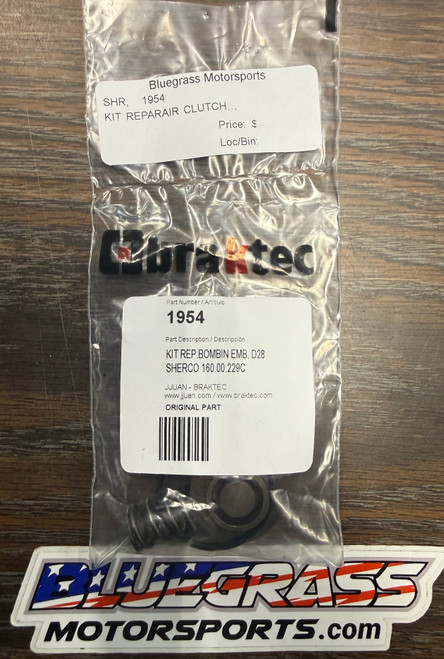 Bluegrass Motorsports
SHR, 1954
KIT REPARAIR CLUTCH...
Price: $
Loc/Bin:
braktec
Part Number / Artículo
1954
Part Description / Descripción
KIT REP.BOMBIN EMB. D28
SHERCO 160.00.229C
JJUAN - BRAKTEC
www.jjuan.com / www.braktec.com
ORIGINAL PART
BLUEGRASS
MOTORSPORTS.com